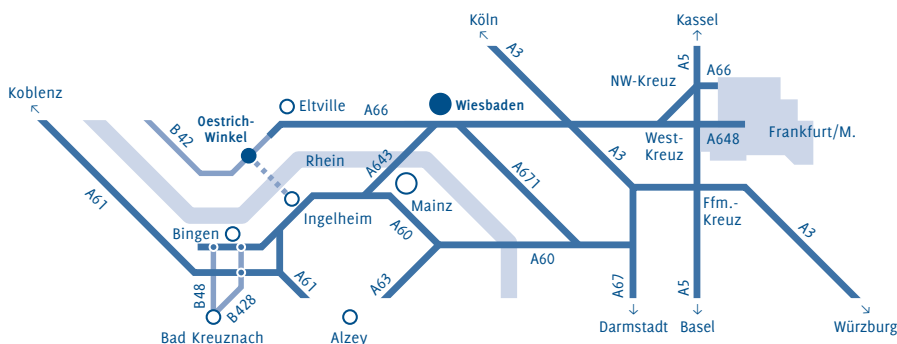 Köln
Kassel
A3
A5
NW-Kreuz
A66
Koblenz
Eltville
A66
Wiesbaden
Oestrich-
Winkel
B 42
West-
Kreuz
A648
Frankfurt/M.
Rhein
A643
A3
A671
A61
Mainz
Ingelheim
Ffm.-
Kreuz
Bingen
A60
A3
A60
A61
A63
A67
A5
B48
B428
Bad Kreuznach
Alzey
Darmstadt
Basel
Würzburg